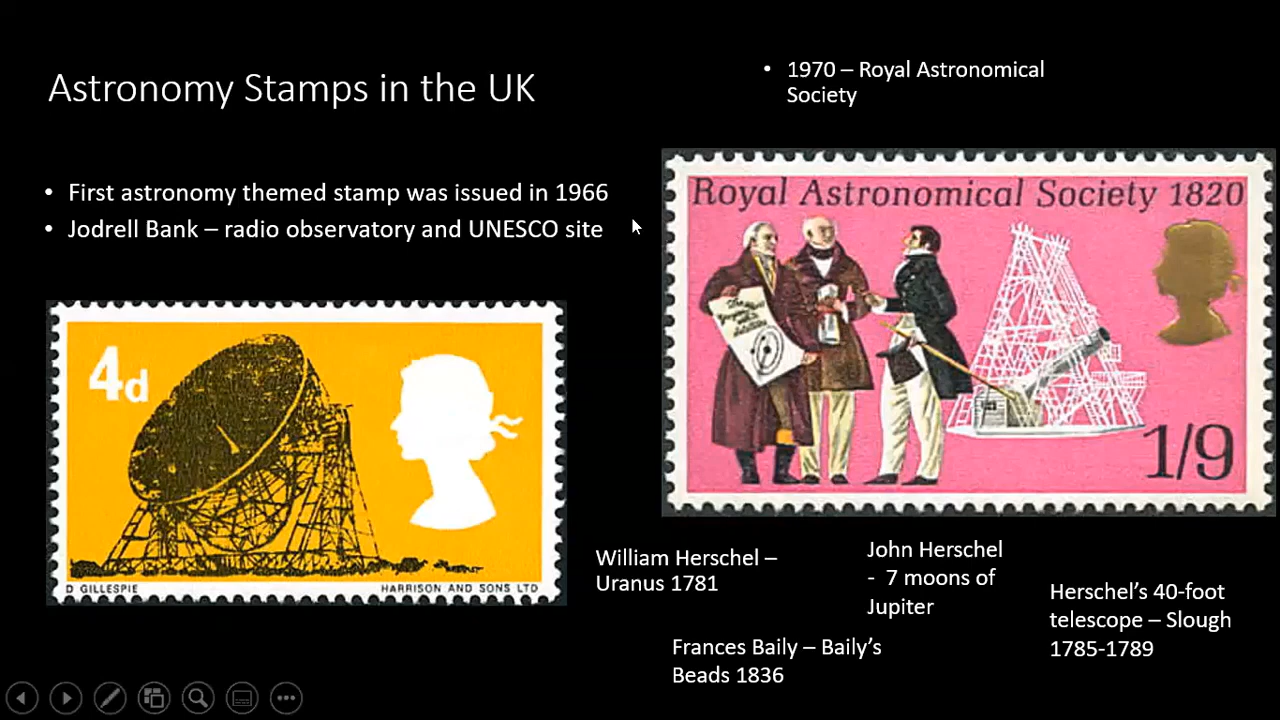 Astronomy Stamps in the UK
• First astronomy themed stamp was issued in 1966
• Jodrell Bank – radio observatory and UNESCO site
4d
D GILLESPIE
HARRISON AND SONS LTD
• 1970 – Royal Astronomical
Society
Royal Astronomical Society 1820
1/9
William Herschel –
Uranus 1781
John Herschel
- 7 moons of
Jupiter
Frances Baily – Baily’s
Beads 1836
Herschel’s 40-foot
telescope – Slough
1785-1789